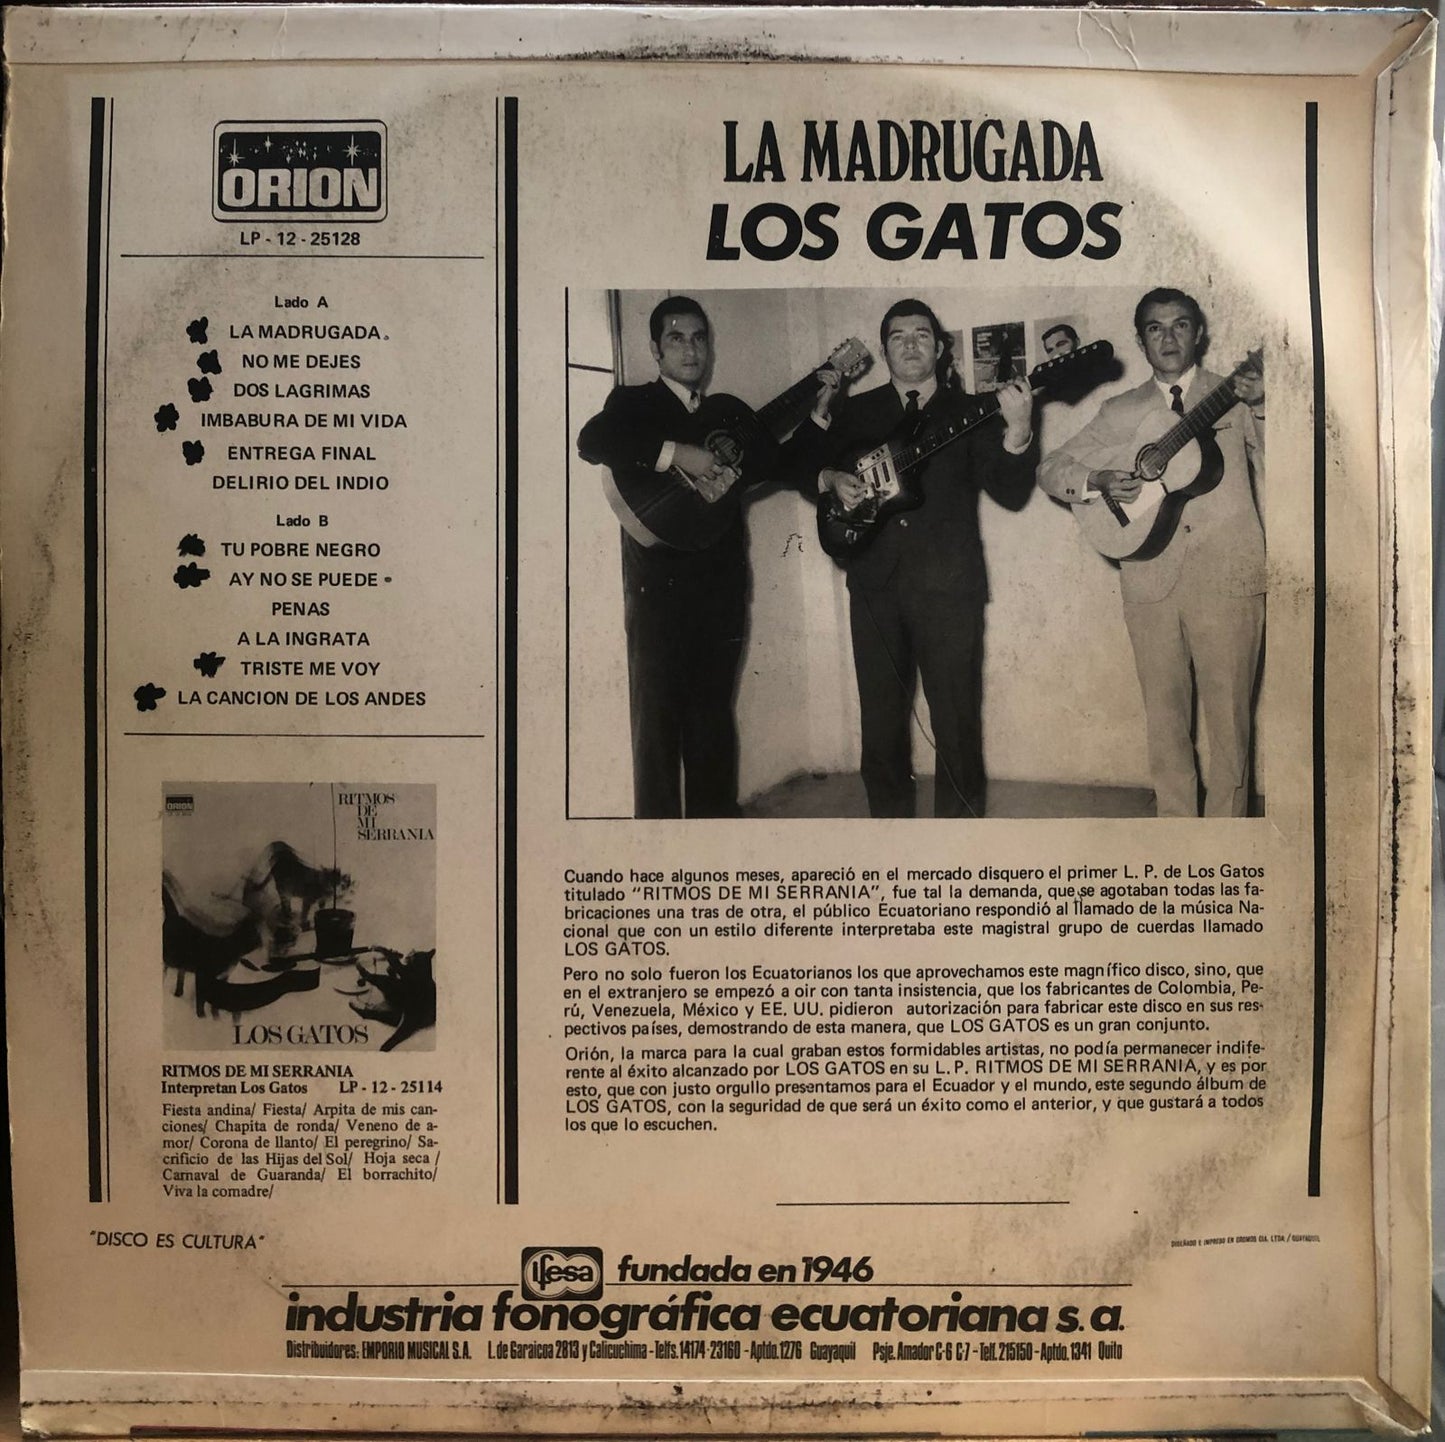 ORION
LP - 12 - 25128
Lado A
LA MADRUGADA
NO ME DEJES
DOS LAGRIMAS
IMBABURA DE MI VIDA
ENTREGA FINAL
DELIRIO DEL INDIO
Lado B
TU POBRE NEGRO
AY NO SE PUEDE
PENAS
A LA INGRATA
TRISTE ME VOY
LA CANCION DE LOS ANDES
ORION
RITMOS
DE
MI
SERRANIA
LOS GATOS
RITMOS DE MI SERRANIA
Interpretan Los Gatos LP - 12 - 25114
Fiesta andina/ Fiesta/ Arpita de mis can-
ciones/ Chapita de ronda/ Veneno de a-
mor/ Corona de llanto/ El peregrino/ Sa-
crificio de las Hijas del Sol/ Hoja seca /
Carnaval de Guaranda/ El borrachito/
Viva la comadre/
LA MADRUGADA
LOS GATOS
Cuando hace algunos meses, apareció en el mercado disquero el primer L. P. de Los Gatos
titulado "RITMOS DE MI SERRANIA", fue tal la demanda, que se agotaban todas las fa-
bricaciones una tras de otra, el público Ecuatoriano respondió al llamado de la música Na-
cional que con un estilo diferente interpretaba este magistral grupo de cuerdas llamado
LOS GATOS.
Pero no solo fueron los Ecuatorianos los que aprovechamos este magnífico disco, sino, que
en el extranjero se empezó a oir con tanta insistencia, que los fabricantes de Colombia, Pe-
rú, Venezuela, México y EE. UU. pidieron autorización para fabricar este disco en sus res-
pectivos países, demostrando de esta manera, que LOS GATOS es un gran conjunto.
Orión, la marca para la cual graban estos formidables artistas, no podía permanecer indife-
rente al éxito alcanzado por LOS GATOS en su L. P. RITMOS DE MI SERRANIA, y es por
esto, que con justo orgullo presentamos para el Ecuador y el mundo, este segundo álbum de
LOS GATOS, con la seguridad de que será un éxito como el anterior, y que gustará a todos
los que lo escuchen.
"DISCO ES CULTURA"
DISEÑADO E IMPRESO EN CROMOS CIA. LTDA / GUAYAQUIL
ifesa fundada en 1946
industria fonográfica ecuatoriana s.a.
Distribuidores: EMPORIO MUSICAL S.A. L. de Garaicoa 2813 y Calicuchima - Telfs. 14174 - 23160 - Aptdo. 1276 Guayaquil Psje. Amador C-6 C-7 - Telf. 215150 - Aptdo. 1341 Quito